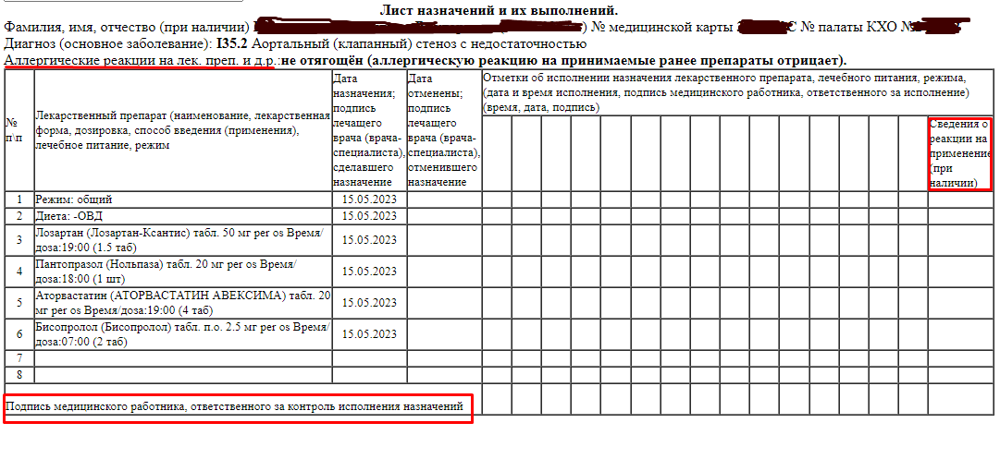 Лист назначений и их выполнений.
Фамилия, имя, отчество (при наличии) ) № медицинской карты С № палаты КХО №
Диагноз (основное заболевание): I35.2 Аортальный (клапанный) стеноз с недостаточностью
Аллергические реакции на лек. преп. и д.р.:не отягощён (аллергическую реакцию на принимаемые ранее препараты отрицает).
№
п\п
Лекарственный препарат (наименование, лекарственная
форма, дозировка, способ введения (применения),
лечебное питание, режим
Дата
назначения;
подпись
лечащего
врача (врача-
специалиста),
сделавшего
назначение
Дата
отменены;
подпись
лечащего
врача (врача-
специалиста),
отменившего
назначение
Отметки об исполнении назначения лекарственного препарата, лечебного питания, режима,
(дата и время исполнения, подпись медицинского работника, ответственного за исполнение)
(время, дата, подпись)
Сведения о
реакции на
применение
(при
наличии)
1 Режим: общий 15.05.2023
2 Диета: -ОВД 15.05.2023
3 Лозартан (Лозартан-Ксантис) табл. 50 мг per os Время/
доза:19:00 (1.5 таб) 15.05.2023
4 Пантопразол (Нольпаза) табл. 20 мг per os Время/
доза:18:00 (1 шт) 15.05.2023
5 Аторвастатин (АТОРВАСТАТИН АВЕКСИМА) табл. 20
мг per os Время/доза:19:00 (4 таб) 15.05.2023
6 Бисопролол (Бисопролол) табл. п.о. 2.5 мг per os Время/
доза:07:00 (2 таб) 15.05.2023
7
8
Подпись медицинского работника, ответственного за контроль исполнения назначений